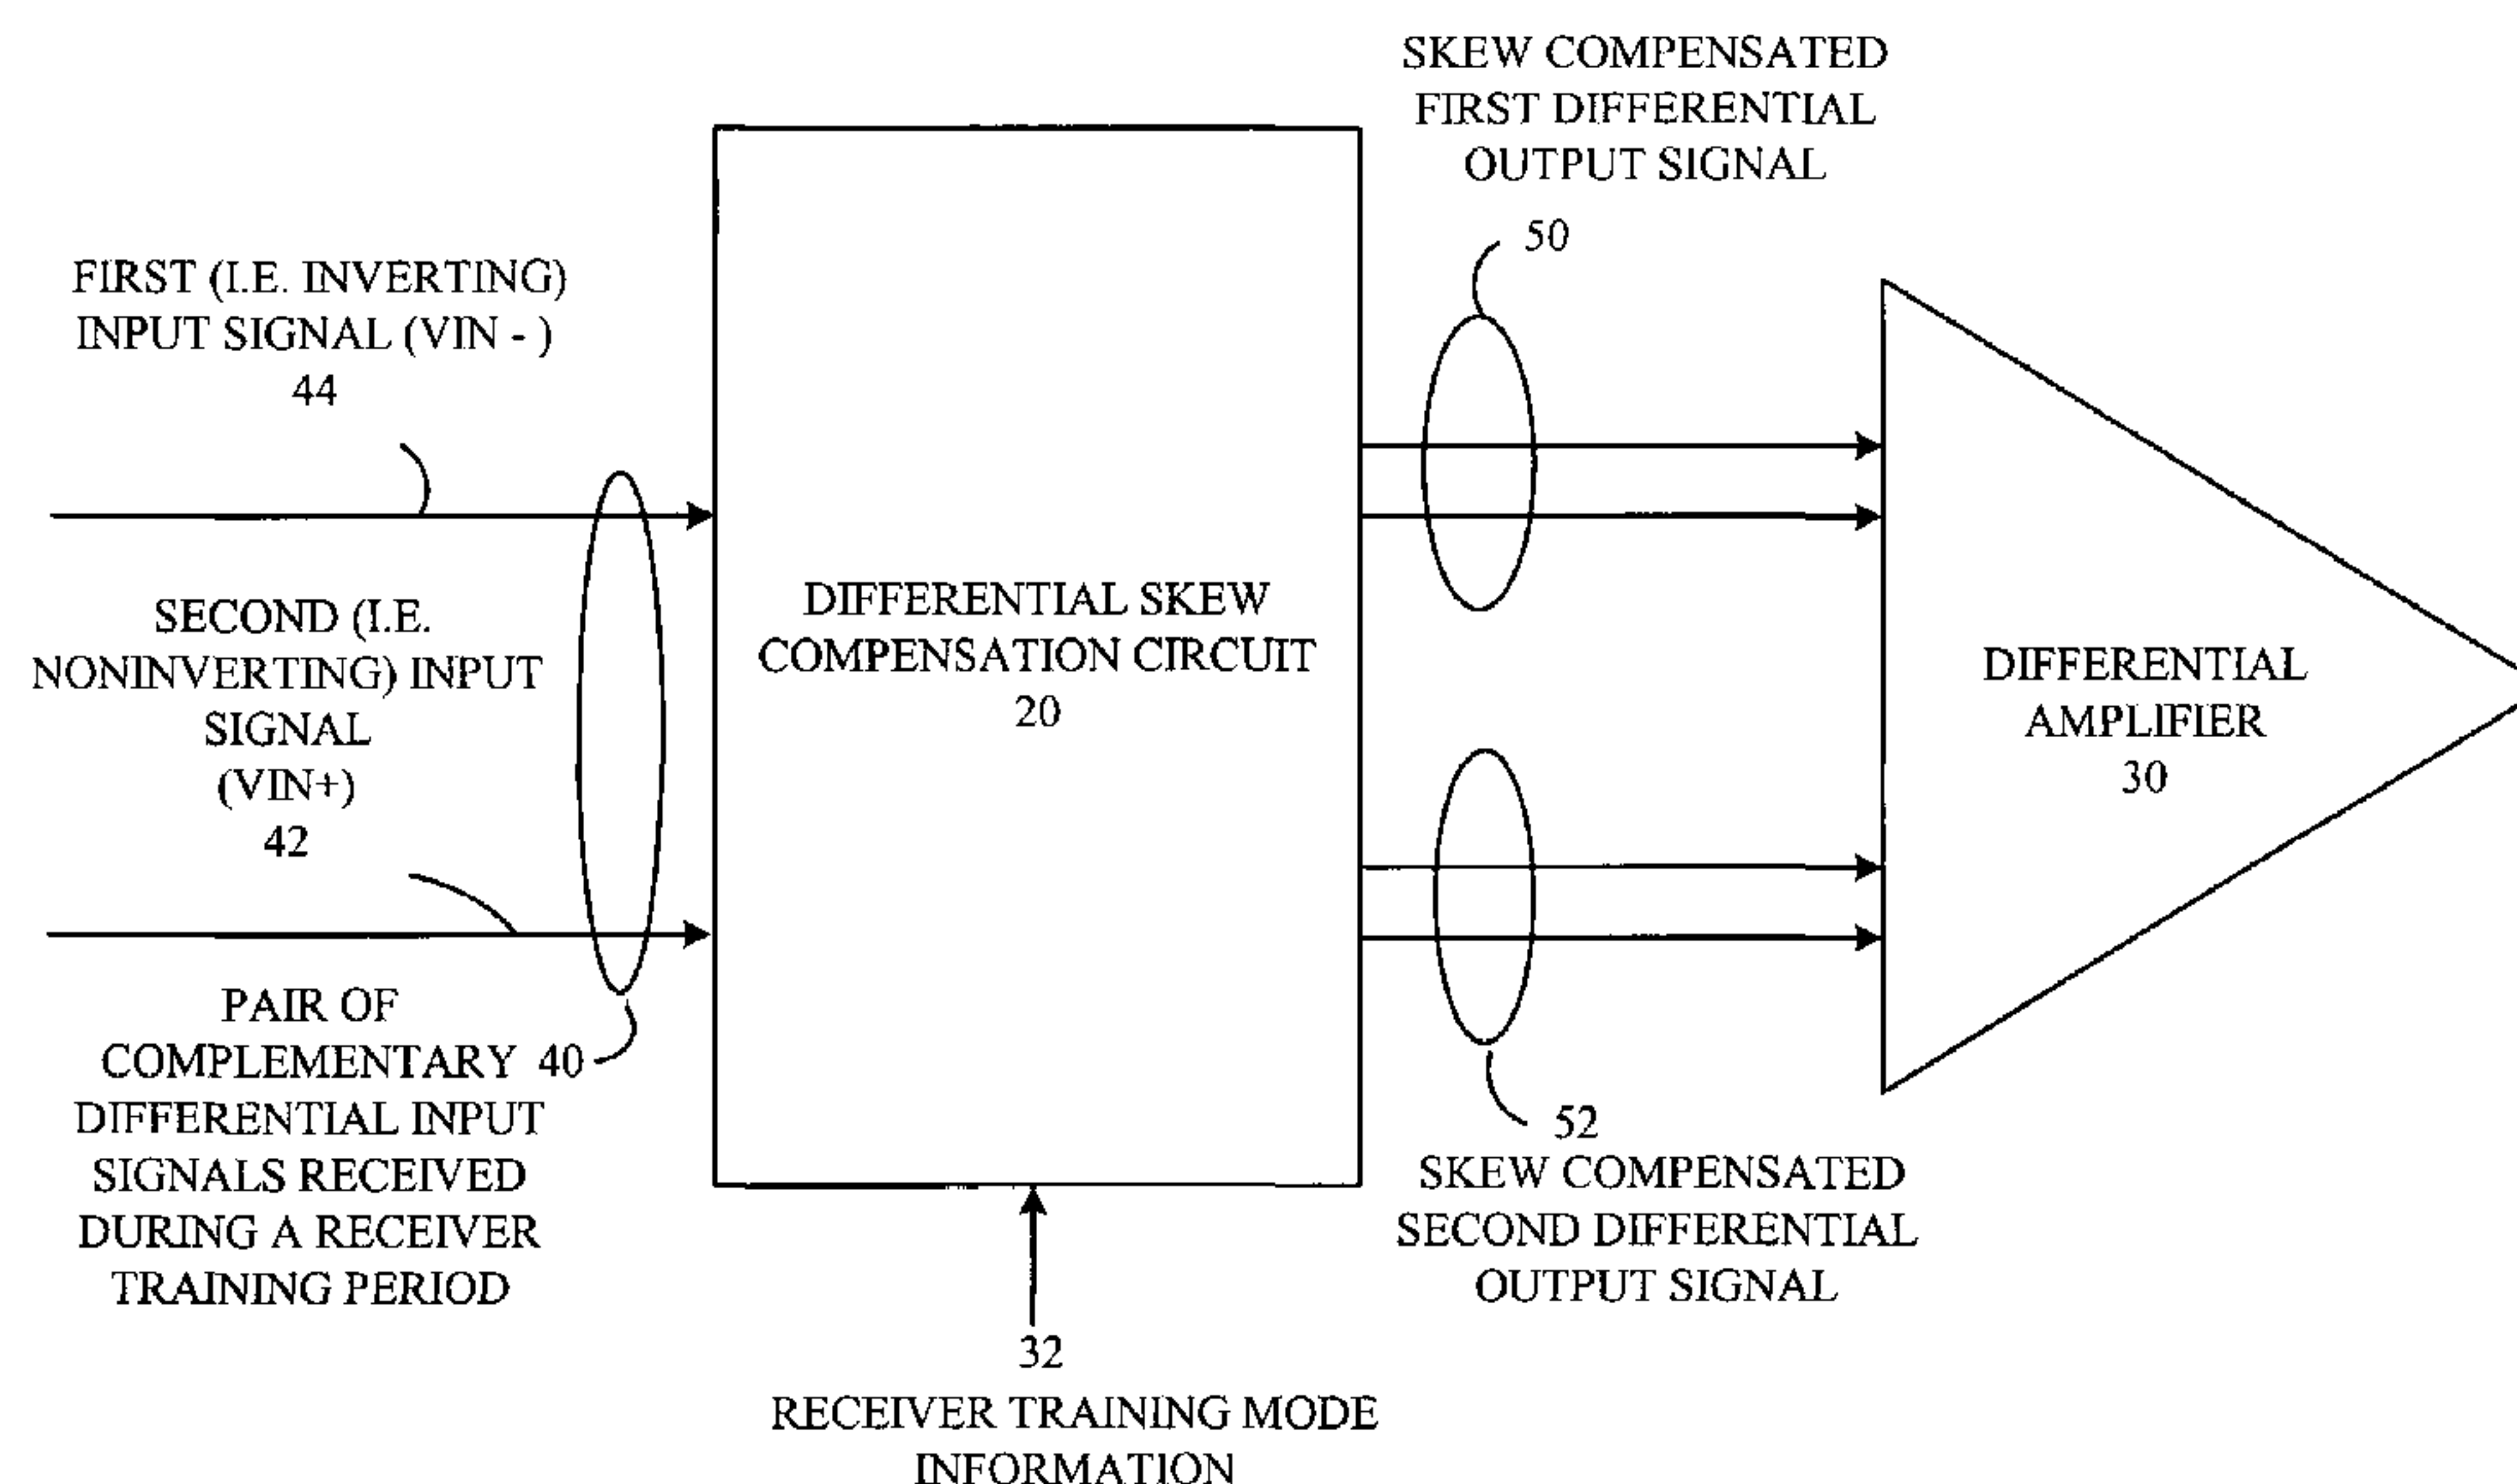 SKEW COMPENSATED
FIRST DIFFERENTIAL
OUTPUT SIGNAL
50
FIRST (I.E. INVERTING)
INPUT SIGNAL (VIN - )
44
SECOND (I.E.
NONINVERTING) INPUT
SIGNAL
(VIN+)
42
DIFFERENTIAL SKEW
COMPENSATION CIRCUIT
20
DIFFERENTIAL
AMPLIFIER
30
PAIR OF
COMPLEMENTARY 40
DIFFERENTIAL INPUT
SIGNALS RECEIVED
DURING A RECEIVER
TRAINING PERIOD
52
SKEW COMPENSATED
SECOND DIFFERENTIAL
OUTPUT SIGNAL
32
RECEIVER TRAINING MODE
INFORMATION